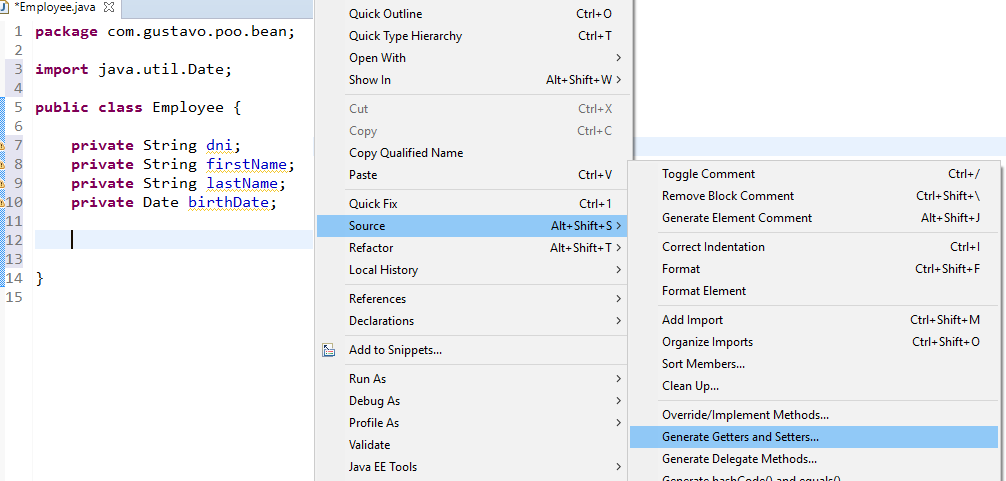 *Employee.java
1 package com.gustavo.poo.bean;
2
3 import java.util.Date;
4
5 public class Employee {
6
7 private String dni;
8 private String firstName;
9 private String lastName;
10 private Date birthDate;
11
12
13
14 }
15
Quick Outline Ctrl+O
Quick Type Hierarchy Ctrl+T
Open With >
Show In Alt+Shift+W >
Cut Ctrl+X
Copy Ctrl+C
Copy Qualified Name
Paste Ctrl+V
Quick Fix Ctrl+1
Source Alt+Shift+S >
Refactor Alt+Shift+T >
Local History >
References >
Declarations >
Add to Snippets...
Run As >
Debug As >
Profile As >
Validate
Java EE Tools >
Toggle Comment Ctrl+/
Remove Block Comment Ctrl+Shift+\
Generate Element Comment Alt+Shift+J
Correct Indentation Ctrl+I
Format Ctrl+Shift+F
Format Element
Add Import Ctrl+Shift+M
Organize Imports Ctrl+Shift+O
Sort Members...
Clean Up...
Override/Implement Methods...
Generate Getters and Setters...
Generate Delegate Methods...
Generate hashCode() and equals()